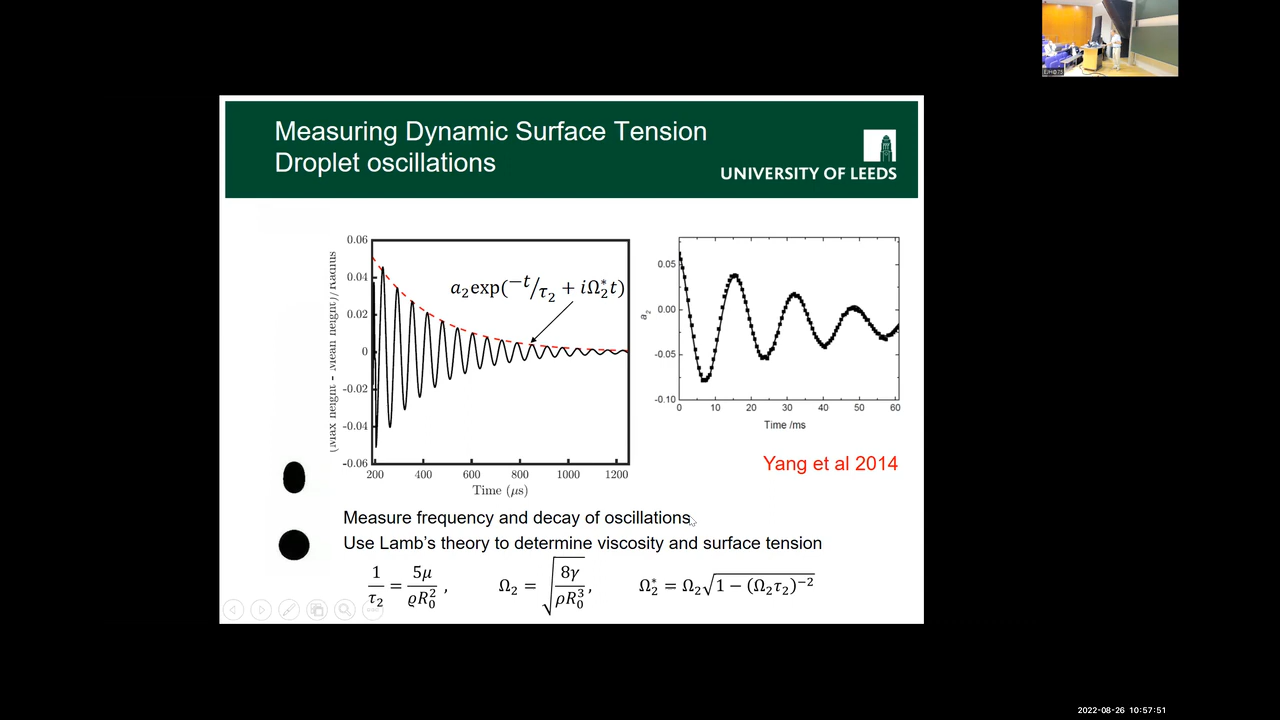 Measuring Dynamic Surface Tension
Droplet oscillations
UNIVERSITY OF LEEDS
(Max height - Mean height)/Radius
0.06
0.04
0.02
0
-0.02
-0.04
-0.06
200 400 600 800 1000 1200
Time (μs)
a₂exp(−t/τ₂ + iΩ₂*t)
a₂
0.05
0.00
-0.05
-0.10
0 10 20 30 40 50 60
Time /ms
Yang et al 2014
Measure frequency and decay of oscillations
Use Lamb's theory to determine viscosity and surface tension
1/τ₂ = 5μ/ϱR₀², Ω₂ = √(8γ/ρR₀³), Ω₂* = Ω₂√(1 − (Ω₂τ₂)⁻²)
2022-08-26 10:57:51